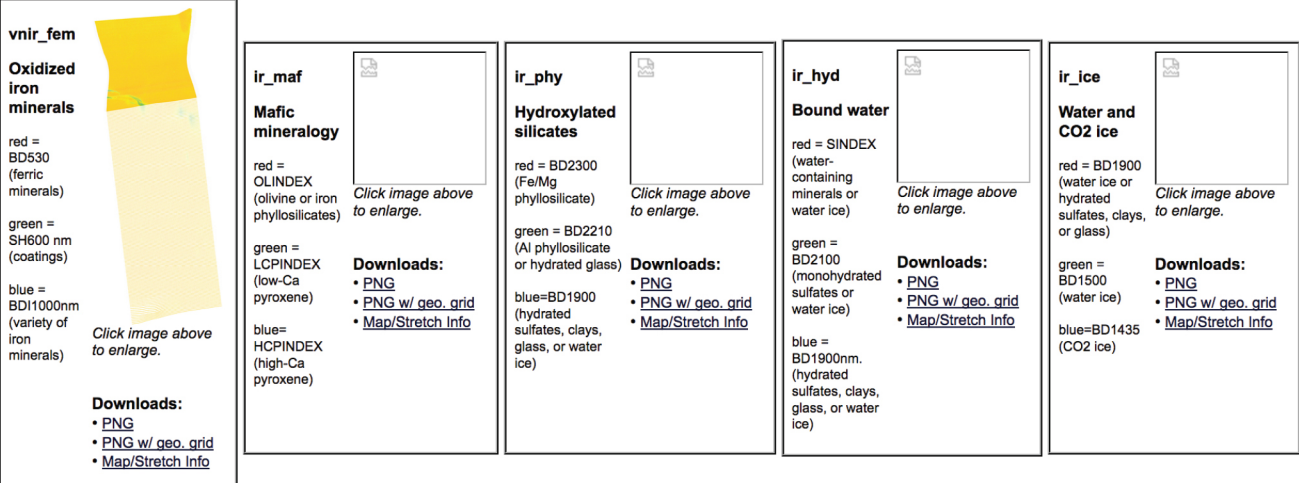 vnir_fem
Oxidized
iron
minerals
red =
BD530
(ferric
minerals)
green =
SH600 nm
(coatings)
blue =
BDI1000nm
(variety of
iron
minerals)
Click image above
to enlarge.
Downloads:
• PNG
• PNG w/ geo. grid
• Map/Stretch Info
ir_maf
Mafic
mineralogy
red =
OLINDEX
(olivine or iron
phyllosilicates)
green =
LCPINDEX
(low-Ca
pyroxene)
blue=
HCPINDEX
(high-Ca
pyroxene)
Click image above
to enlarge.
Downloads:
• PNG
• PNG w/ geo. grid
• Map/Stretch Info
ir_phy
Hydroxylated
silicates
red = BD2300
(Fe/Mg
phyllosilicate)
green = BD2210
(Al phyllosilicate
or hydrated glass)
blue=BD1900
(hydrated
sulfates, clays,
glass, or water
ice)
Click image above
to enlarge.
Downloads:
• PNG
• PNG w/ geo. grid
• Map/Stretch Info
ir_hyd
Bound water
red = SINDEX
(water-
containing
minerals or
water ice)
green =
BD2100
(monohydrated
sulfates or
water ice)
blue =
BD1900nm.
(hydrated
sulfates, clays,
glass, or water
ice)
Click image above
to enlarge.
Downloads:
• PNG
• PNG w/ geo. grid
• Map/Stretch Info
ir_ice
Water and
CO2 ice
red = BD1900
(water ice or
hydrated
sulfates, clays,
or glass)
green =
BD1500
(water ice)
blue=BD1435
(CO2 ice)
Click image above
to enlarge.
Downloads:
• PNG
• PNG w/ geo. grid
• Map/Stretch Info